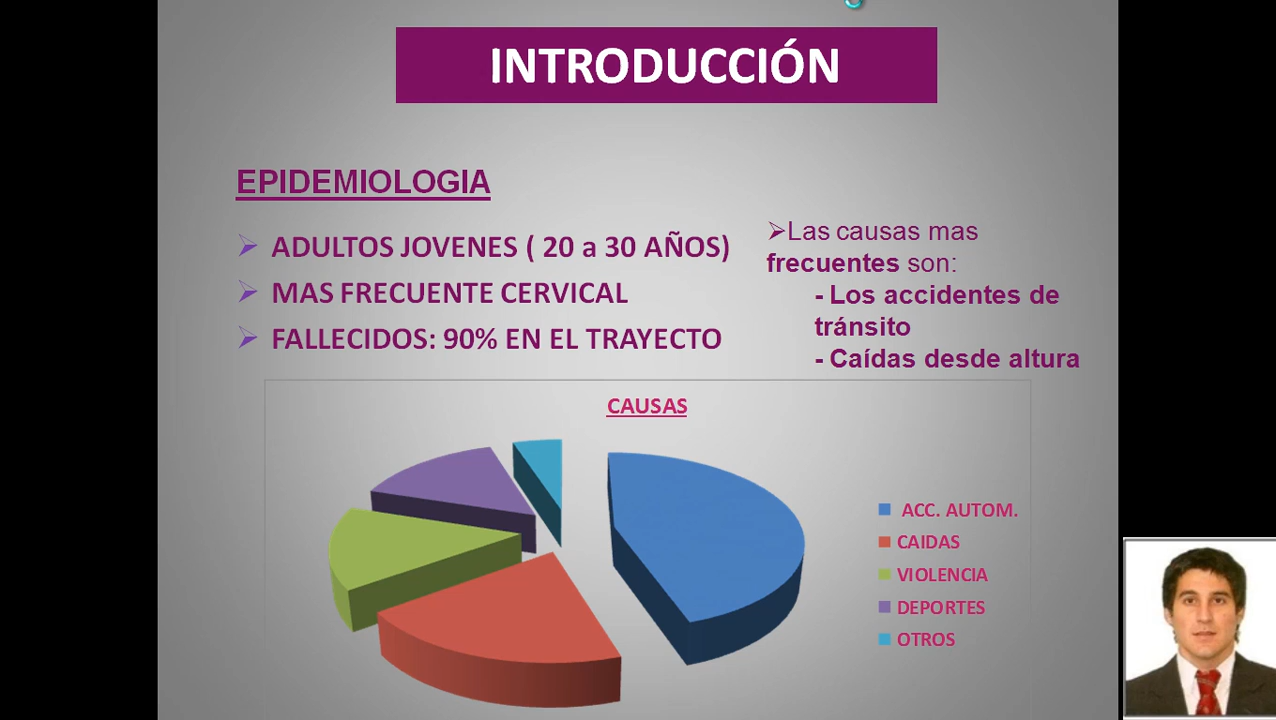 INTRODUCCIÓN
EPIDEMIOLOGIA
ADULTOS JOVENES ( 20 a 30 AÑOS)
MAS FRECUENTE CERVICAL
FALLECIDOS: 90% EN EL TRAYECTO
Las causas mas
frecuentes son:
- Los accidentes de
tránsito
- Caídas desde altura
CAUSAS
ACC. AUTOM.
CAIDAS
VIOLENCIA
DEPORTES
OTROS